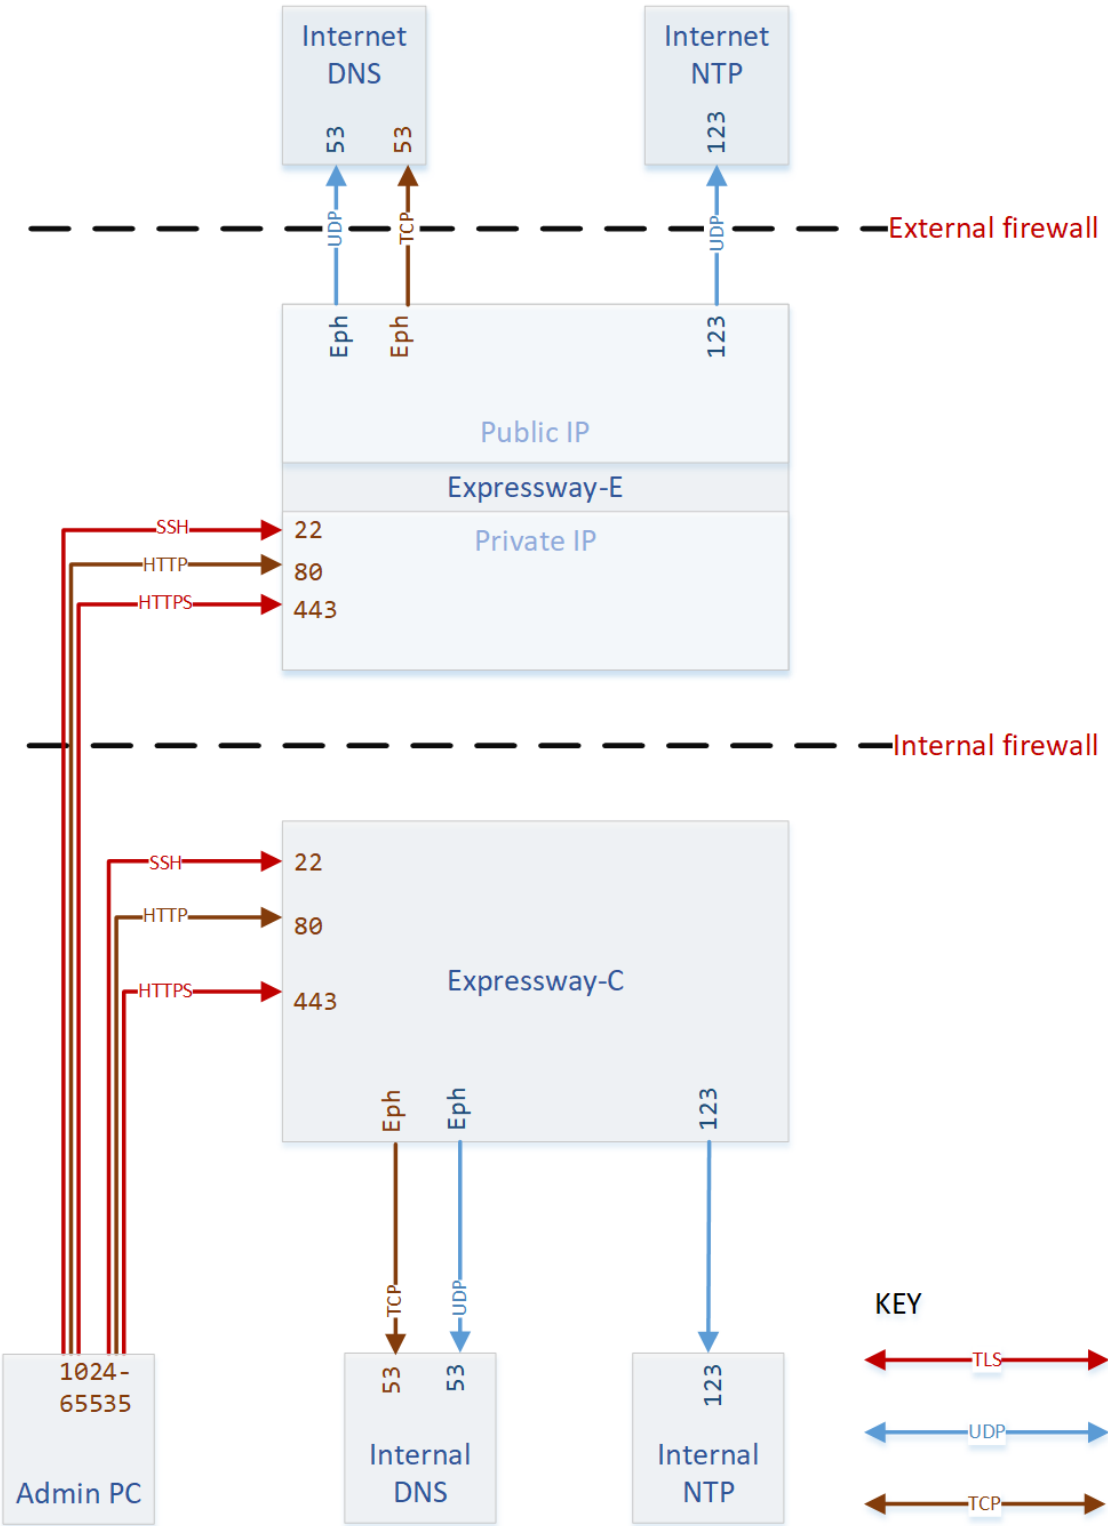 Internet
DNS
53
53
Internet
NTP
123
UDP
TCP
UDP
External firewall
Eph
Eph
123
Public IP
Expressway-E
Private IP
SSH
22
HTTP
80
HTTPS
443
Internal firewall
SSH
22
HTTP
80
Expressway-C
HTTPS
443
Eph
Eph
123
TCP
UDP
1024-
65535
Admin PC
53
53
Internal
DNS
123
Internal
NTP
KEY
TLS
UDP
TCP